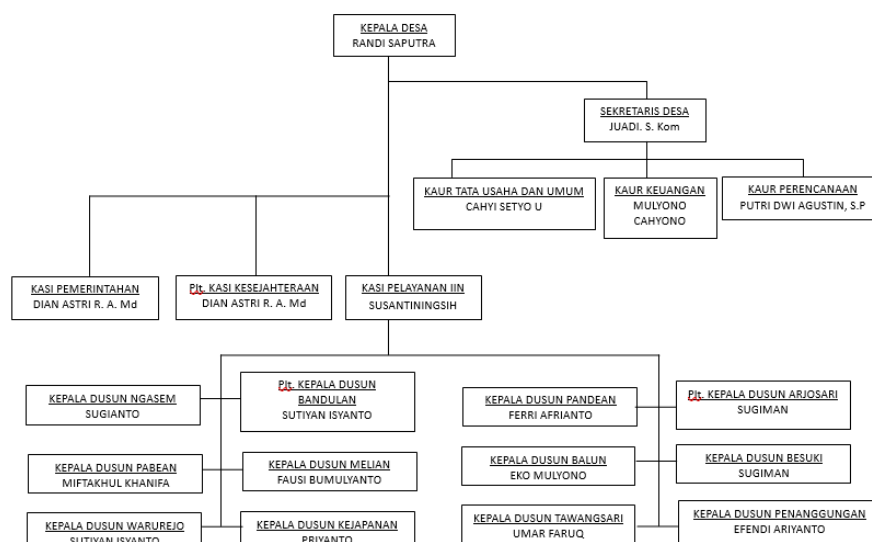 KEPALA DESA
RANDI SAPUTRA
SEKRETARIS DESA
JUADI. S. Kom
KAUR TATA USAHA DAN UMUM
CAHYI SETYO U
KAUR KEUANGAN
MULYONO
CAHYONO
KAUR PERENCANAAN
PUTRI DWI AGUSTIN, S.P
KASI PEMERINTAHAN
DIAN ASTRI R. A. Md
Plt. KASI KESEJAHTERAAN
DIAN ASTRI R. A. Md
KASI PELAYANAN IIN
SUSANTININGSIH
KEPALA DUSUN NGASEM
SUGIANTO
Plt. KEPALA DUSUN
BANDULAN
SUTIYAN ISYANTO
KEPALA DUSUN PANDEAN
FERRI AFRIANTO
Plt. KEPALA DUSUN ARJOSARI
SUGIMAN
KEPALA DUSUN PABEAN
MIFTAKHUL KHANIFA
KEPALA DUSUN MELIAN
FAUSI BUMULYANTO
KEPALA DUSUN BALUN
EKO MULYONO
KEPALA DUSUN BESUKI
SUGIMAN
KEPALA DUSUN WARUREJO
SUTIYAN ISYANTO
KEPALA DUSUN KEJAPANAN
PRIYANTO
KEPALA DUSUN TAWANGSARI
UMAR FARUQ
KEPALA DUSUN PENANGGUNGAN
EFENDI ARIYANTO